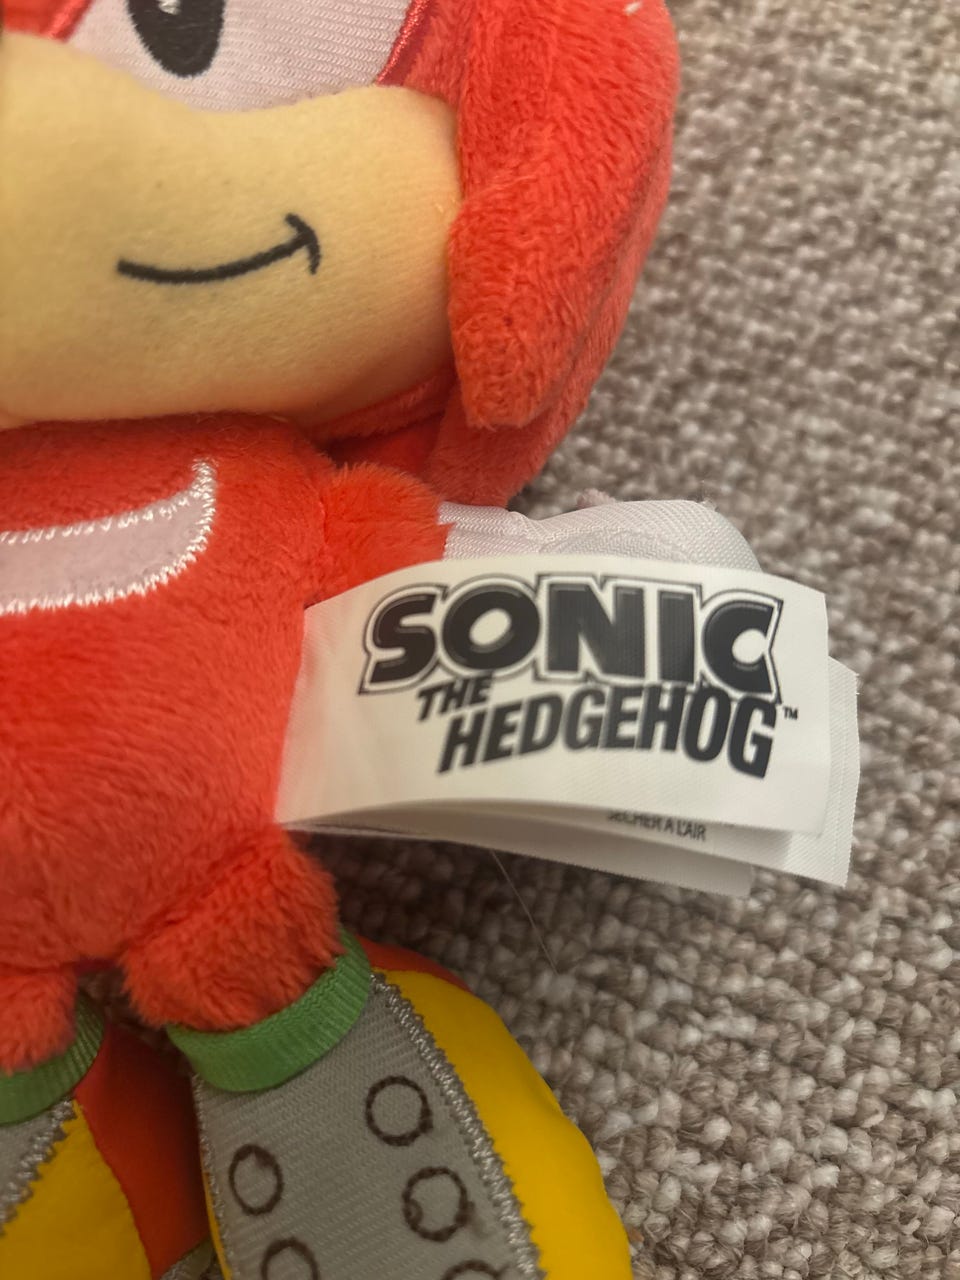 SONIC
THE
HEDGEHOG™
SÉCHER À L'AIR